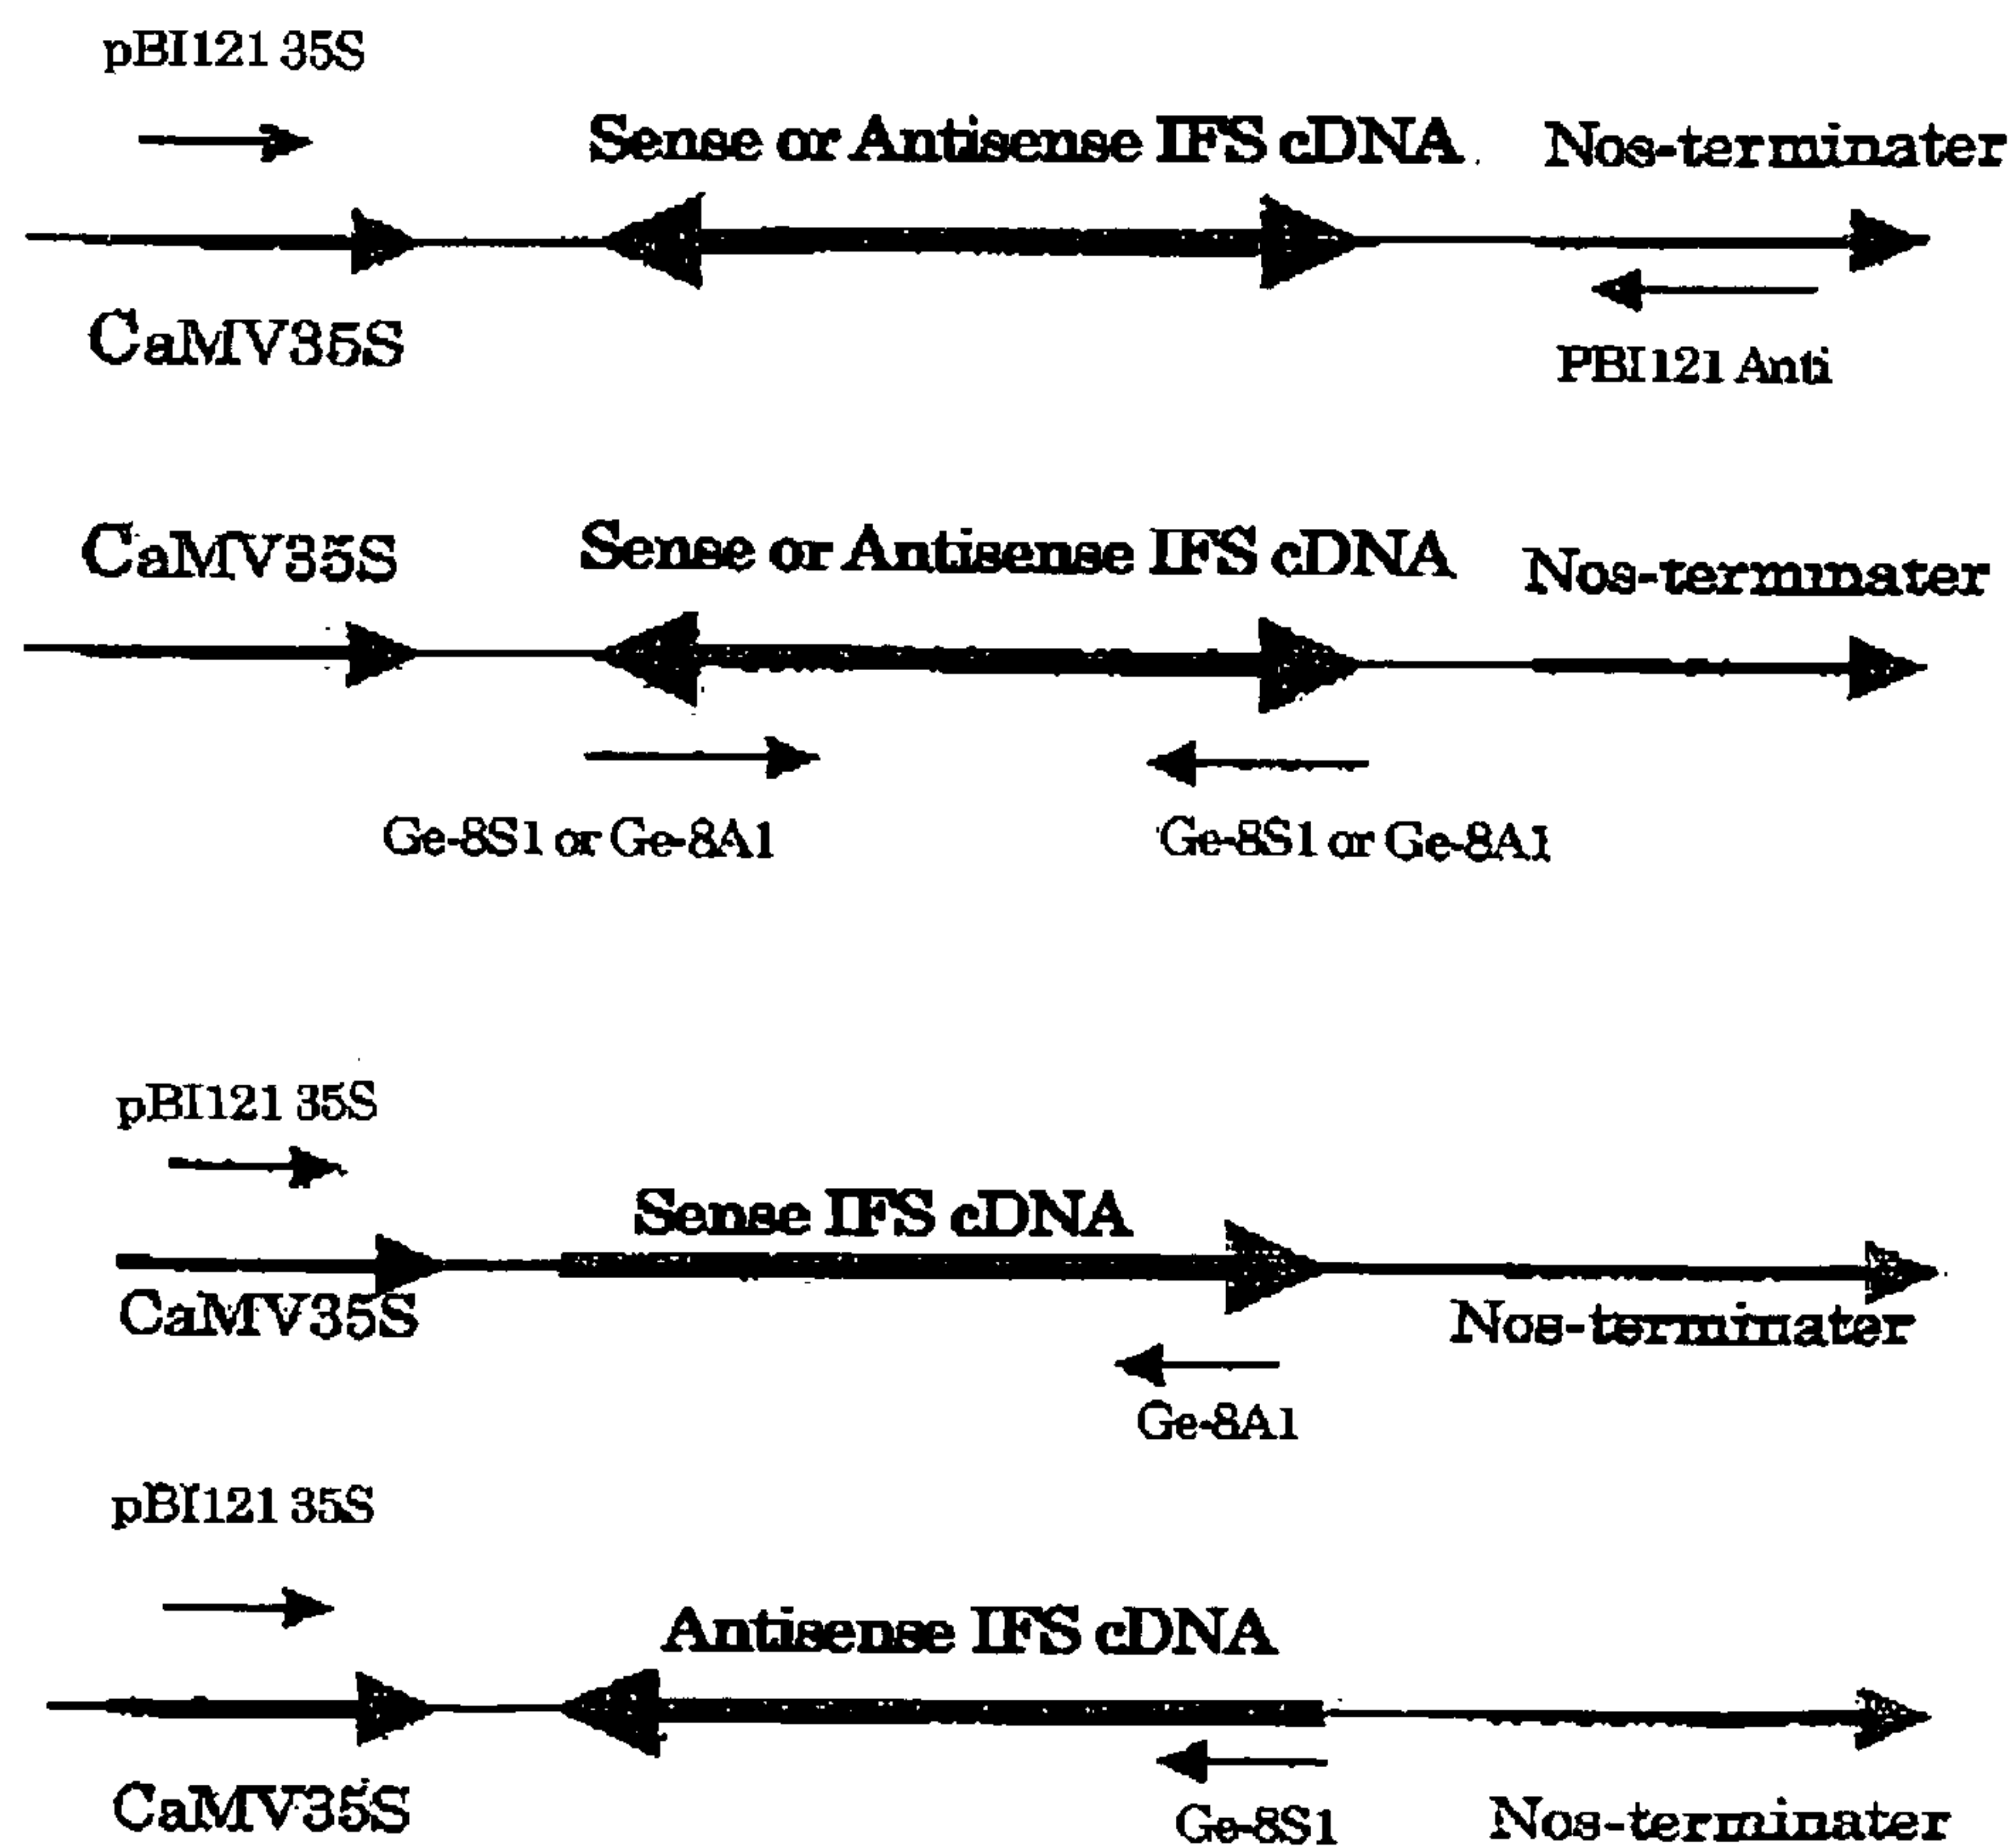 pBI121 35S
Sense or Antisense IFS cDNA
Nos-terminater
CaMV35S
PBI121 Anti
CaMV35S
Sense or Antisense IFS cDNA
Nos-terminater
Ge-8S1 or Ge-8A1
Ge-8S1 or Ge-8A1
pBI121 35S
Sense IFS cDNA
CaMV35S
Nos-terminater
Ge-8A1
pBI121 35S
Antisense IFS cDNA
CaMV35S
Ge-8S1
Nos-terminater